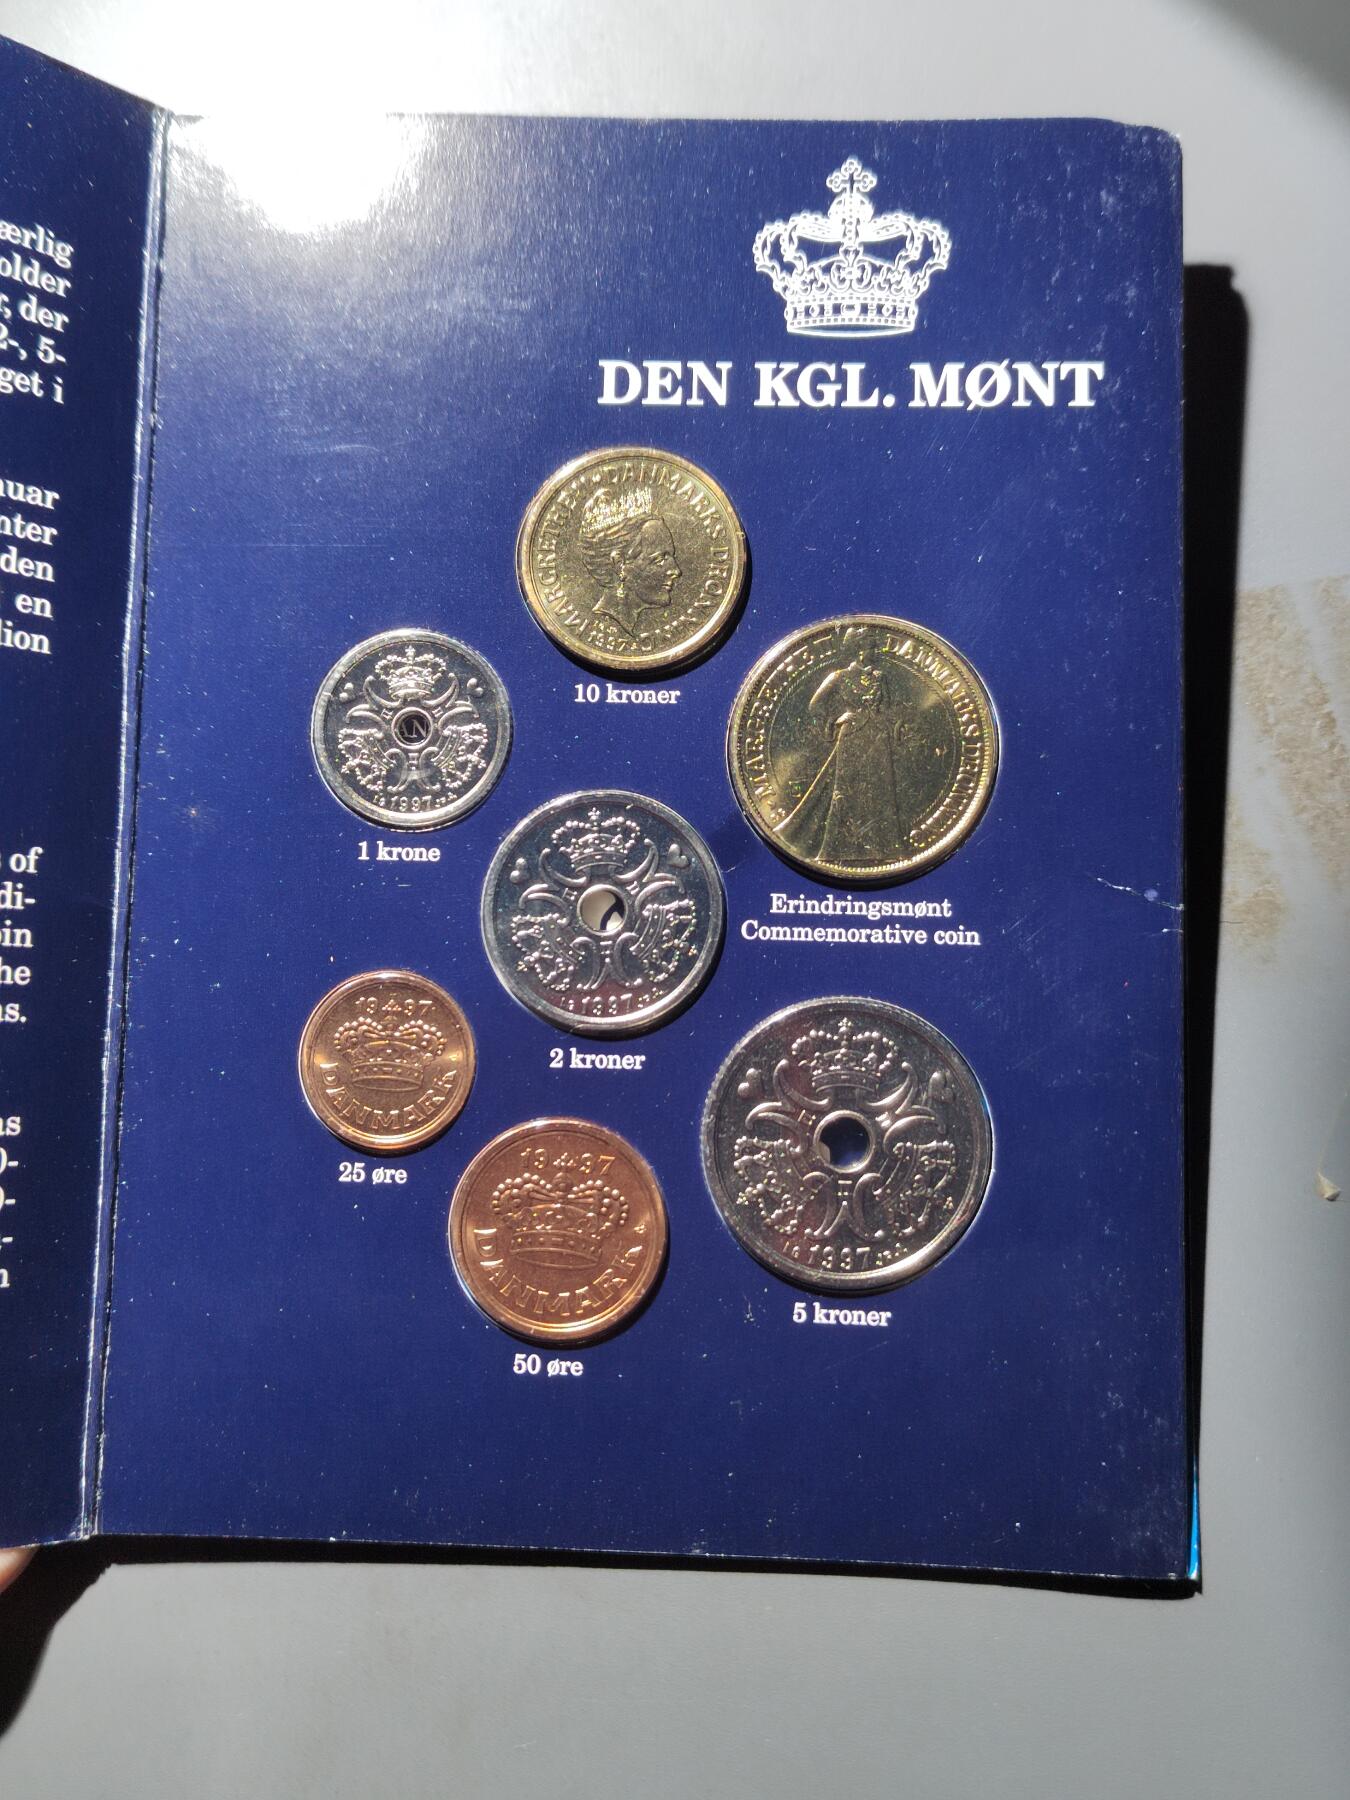 ærlig
older
, der
2-, 5-
get i
nuar
nter
den
en
lion
of
di-
oin
he
s.
DEN KGL. MØNT
MARGRETHE II DANMARKS DRONNING
1997
10 kroner
1997
1 krone
MARGRETHE II DANMARKS DRONNING
Erindringsmønt
Commemorative coin
1997
2 kroner
1997
DANMARK
25 øre
1997
DANMARK
50 øre
1997
5 kroner